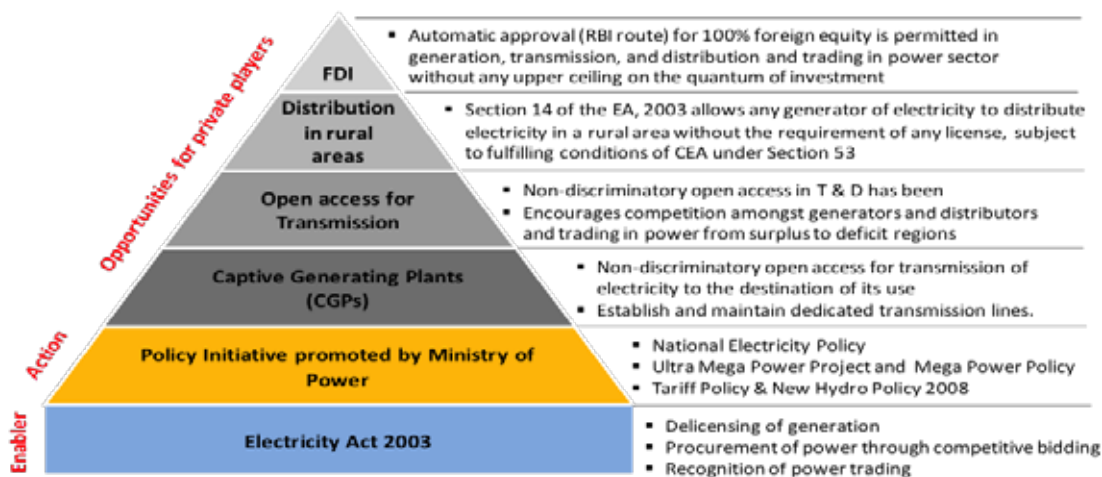 Opportunities for private players
Action
Enabler
FDI
▪ Automatic approval (RBI route) for 100% foreign equity is permitted in
generation, transmission, and distribution and trading in power sector
without any upper ceiling on the quantum of investment
Distribution
in rural
areas
▪ Section 14 of the EA, 2003 allows any generator of electricity to distribute
electricity in a rural area without the requirement of any license, subject
to fulfilling conditions of CEA under Section 53
Open access for
Transmission
▪ Non-discriminatory open access in T & D has been
▪ Encourages competition amongst generators and distributors
and trading in power from surplus to deficit regions
Captive Generating Plants
(CGPs)
▪ Non-discriminatory open access for transmission of
electricity to the destination of its use
▪ Establish and maintain dedicated transmission lines.
Policy Initiative promoted by Ministry of
Power
▪ National Electricity Policy
▪ Ultra Mega Power Project and Mega Power Policy
▪ Tariff Policy & New Hydro Policy 2008
Electricity Act 2003
▪ Delicensing of generation
▪ Procurement of power through competitive bidding
▪ Recognition of power trading